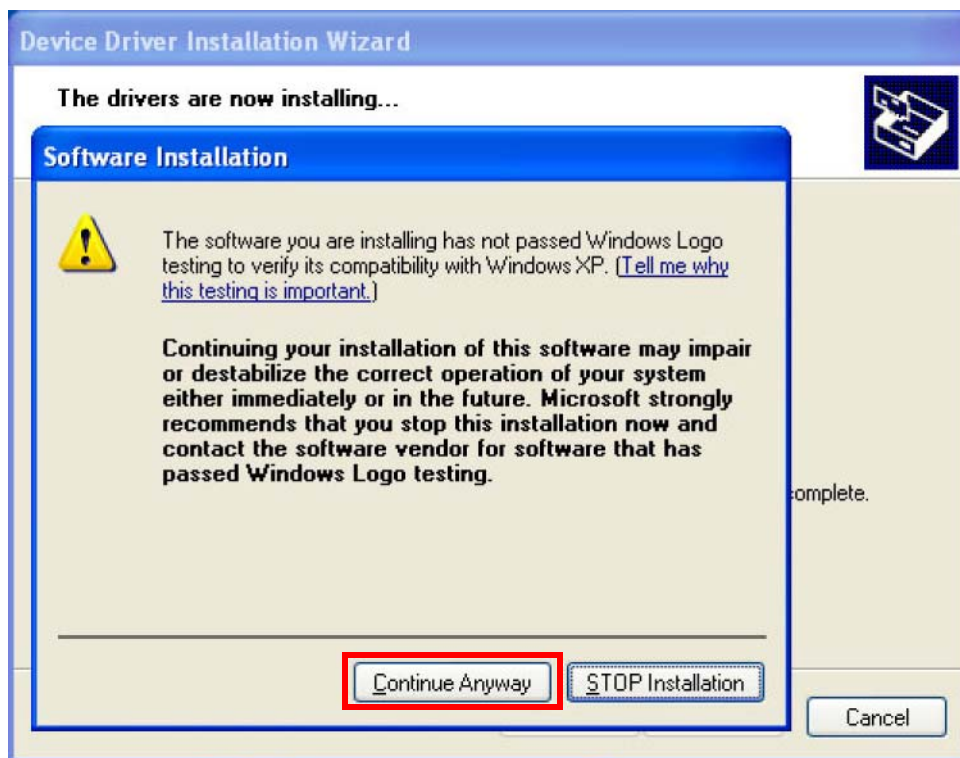 Device Driver Installation Wizard
The drivers are now installing...
Software Installation
The software you are installing has not passed Windows Logo
testing to verify its compatibility with Windows XP. (Tell me why
this testing is important.)
Continuing your installation of this software may impair
or destabilize the correct operation of your system
either immediately or in the future. Microsoft strongly
recommends that you stop this installation now and
contact the software vendor for software that has
passed Windows Logo testing.
complete.
Continue Anyway
STOP Installation
Cancel